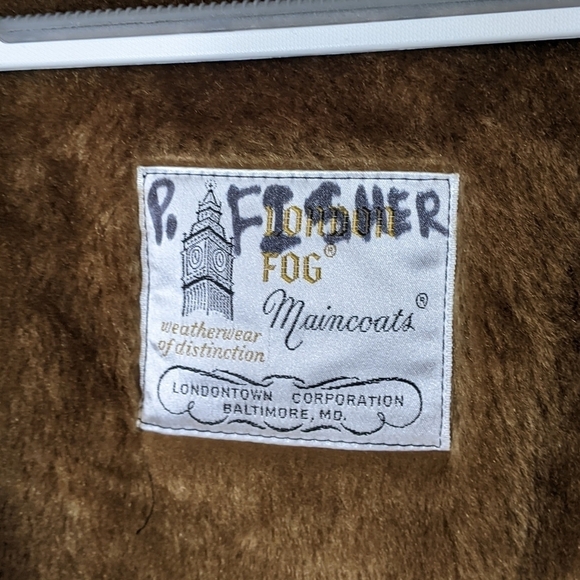 P. FISHER
LONDON
FOG®
Maincoats®
weatherwear
of distinction
LONDONTOWN CORPORATION
BALTIMORE, MD.